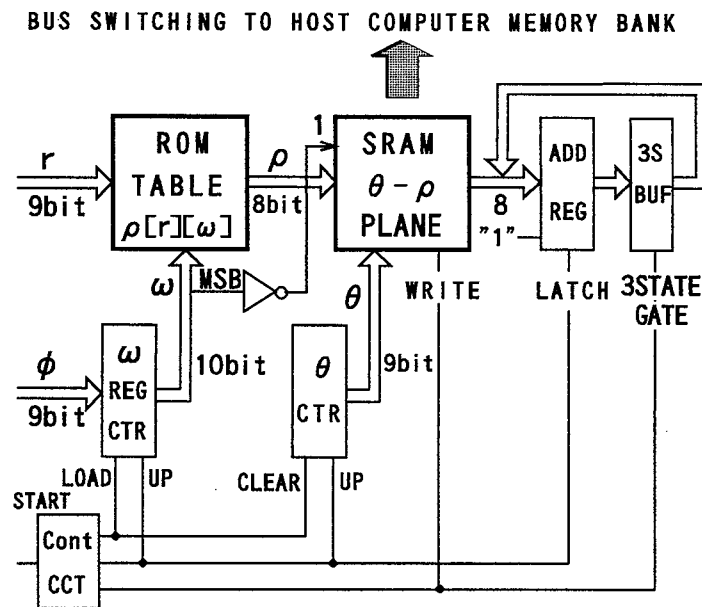 BUS SWITCHING TO HOST COMPUTER MEMORY BANK
r
9bit
ROM
TABLE
ρ[r][ω]
ρ
8bit
1
SRAM
θ-ρ
PLANE
8
"1"
ADD
REG
3S
BUF
ω
MSB
θ
WRITE
LATCH
3STATE
GATE
φ
9bit
ω
REG
CTR
10bit
θ
CTR
9bit
LOAD
UP
CLEAR
UP
START
Cont
CCT